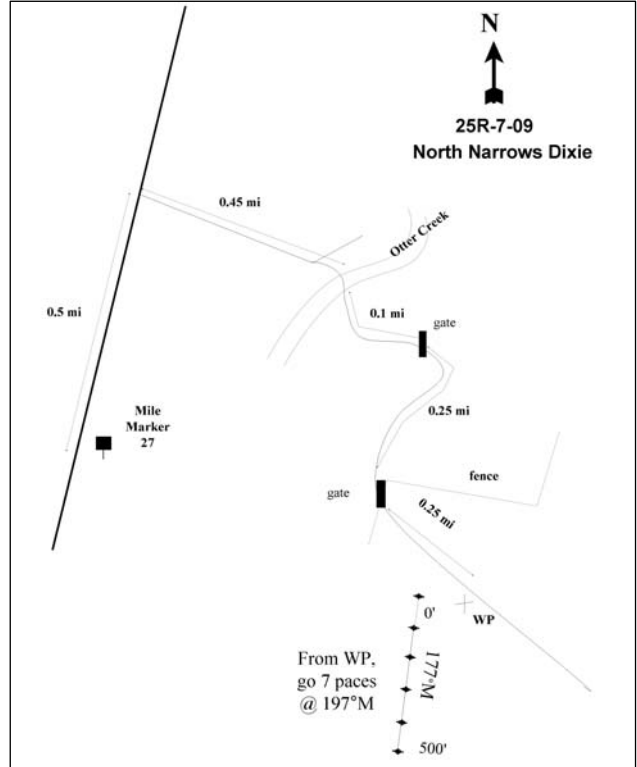 N
25R-7-09
North Narrows Dixie
0.45 mi
Otter Creek
0.5 mi
0.1 mi
gate
Mile
Marker
27
0.25 mi
gate
fence
0.25 mi
0'
WP
From WP,
go 7 paces
@ 197°M
177°M
500'